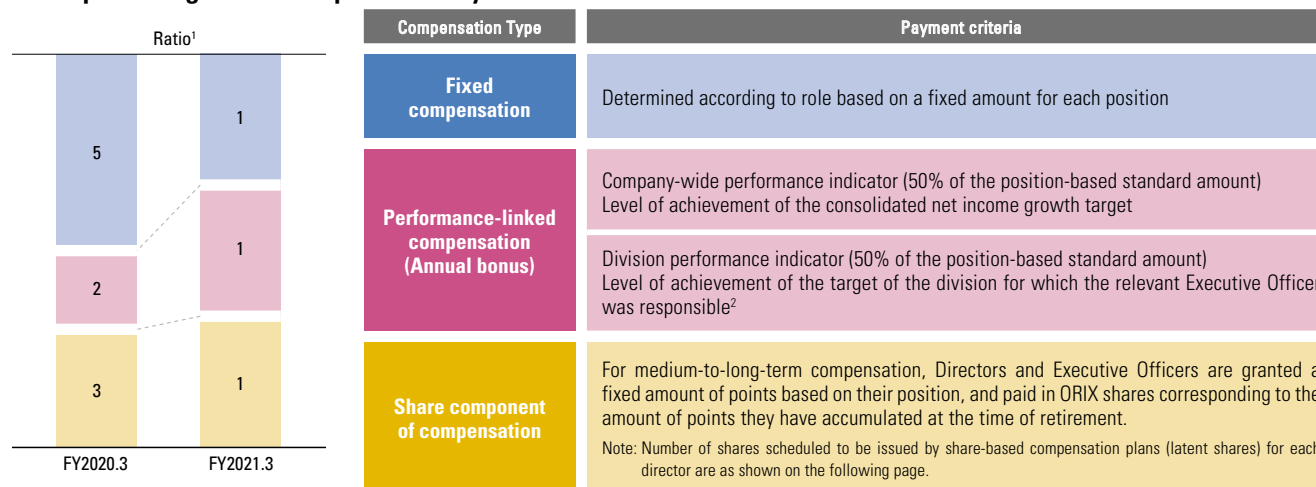 Ratio¹
5
2
3
1
1
1
FY2020.3
FY2021.3
Compensation Type
Payment criteria
Fixed
compensation
Determined according to role based on a fixed amount for each position
Performance-linked
compensation
(Annual bonus)
Company-wide performance indicator (50% of the position-based standard amount)
Level of achievement of the consolidated net income growth target
Division performance indicator (50% of the position-based standard amount)
Level of achievement of the target of the division for which the relevant Executive Officer
was responsible²
Share component
of compensation
For medium-to-long-term compensation, Directors and Executive Officers are granted a
fixed amount of points based on their position, and paid in ORIX shares corresponding to the
amount of points they have accumulated at the time of retirement.
Note: Number of shares scheduled to be issued by share-based compensation plans (latent shares) for each
director are as shown on the following page.